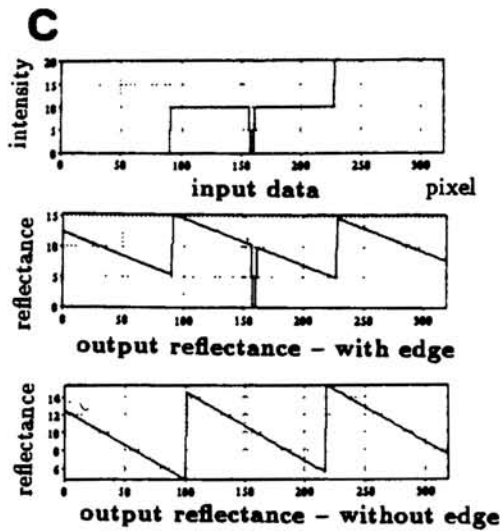 C
intensity
20
15
10
5
0
0 50 100 150 200 250 300
input data pixel
reflectance
15
10
5
0
0 50 100 150 200 250 300
output reflectance – with edge
reflectance
16
14
12
10
8
6
0 50 100 150 200 250 300
output reflectance – without edge